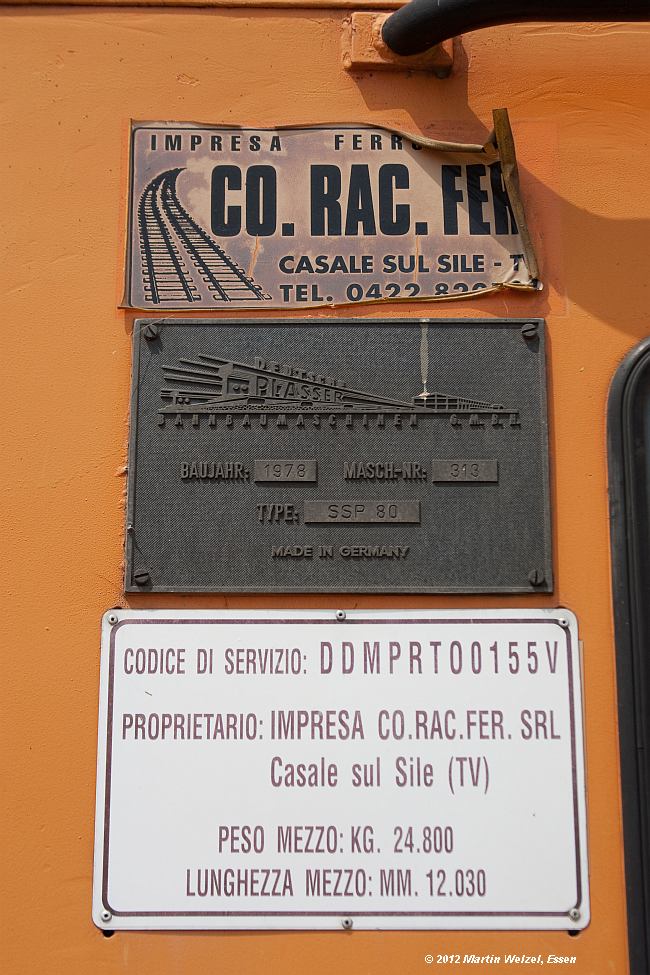 IMPRESA
CO. RAC. FER
CASALE SUL SILE - T
TEL. 0422
DEUTSCHE
PLASSER
BAHNBAUMASCHINEN G.M.B.H.
BAUJAHR: 1978 MASCH.-NR: 313
TYPE: SSP 80
MADE IN GERMANY
CODICE DI SERVIZIO: DDMPRT00155V
PROPRIETARIO: IMPRESA CO.RAC.FER. SRL
Casale sul Sile (TV)
PESO MEZZO: KG. 24.800
LUNGHEZZA MEZZO: MM. 12.030
© 2012 Martin Welzel, Essen